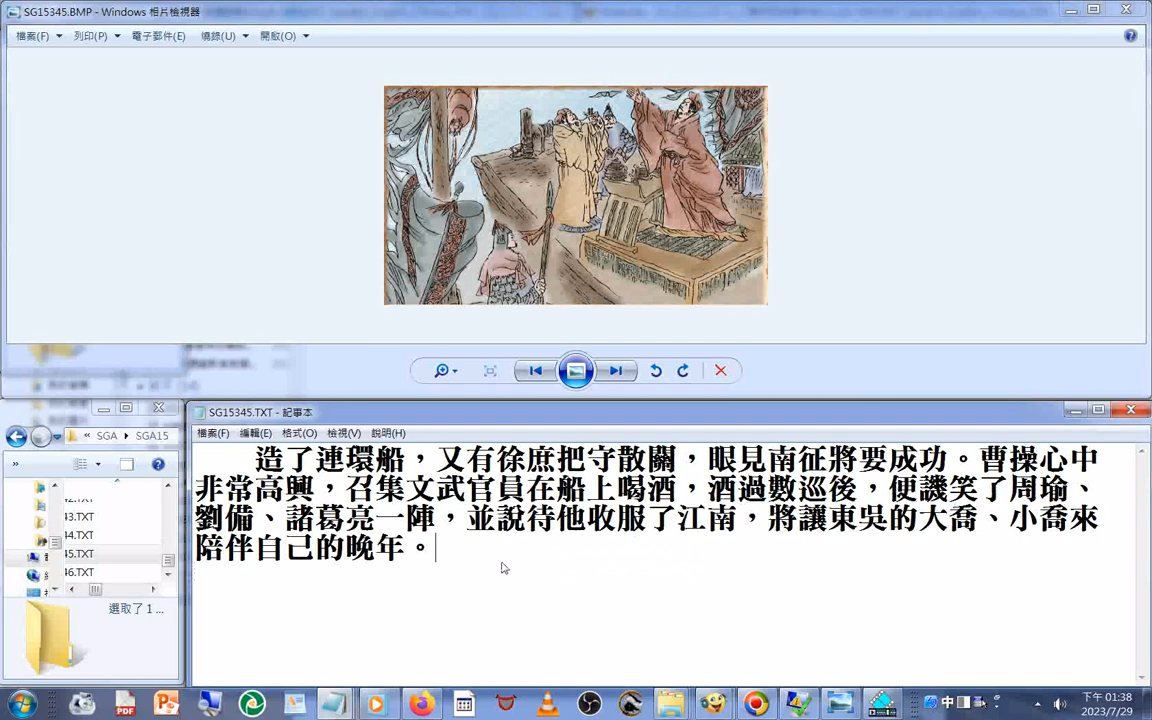 SG15345.BMP - Windows 相片檢視器
檔案(F) 列印(P) 電子郵件(E) 燒錄(U) 開啟(O)
SG15345.TXT - 記事本
檔案(F) 編輯(E) 格式(O) 檢視(V) 說明(H)
造了連環船，又有徐庶把守散關，眼見南征將要成功。曹操心中
非常高興，召集文武官員在船上喝酒，酒過數巡後，便譏笑了周瑜、
劉備、諸葛亮一陣，並說待他收服了江南，將讓東吳的大喬、小喬來
陪伴自己的晚年。
« SGA ▸ SGA15
»
43.TXT
44.TXT
45.TXT
46.TXT
選取了 1 ...
PDF
中
下午 01:38
2023/7/29